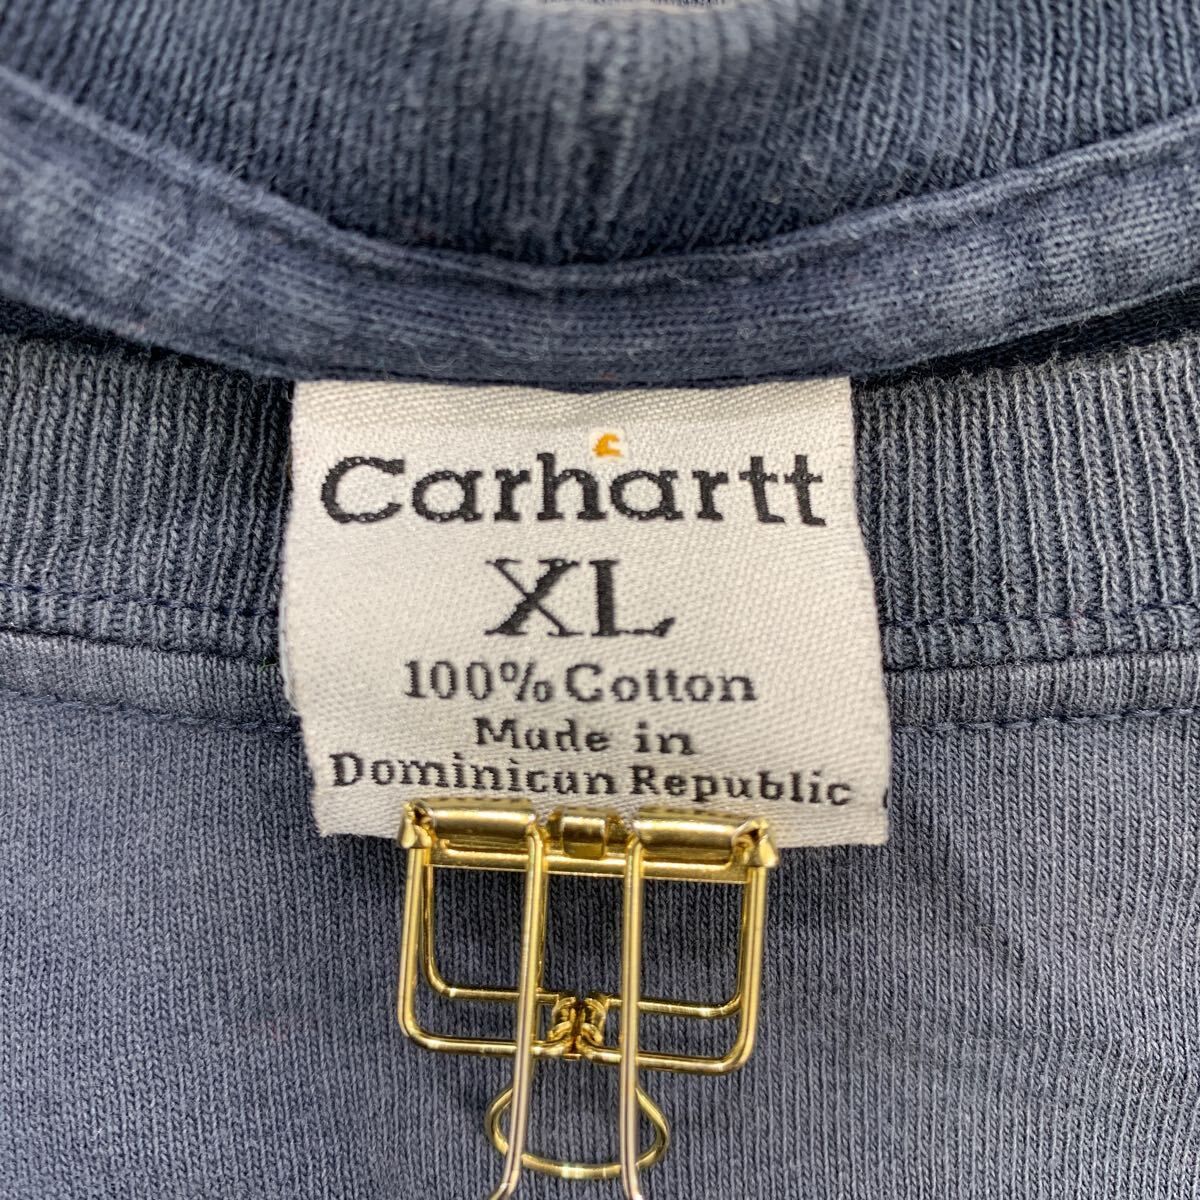 Carhartt
XL
100% Cotton
Made in
Dominican Republic